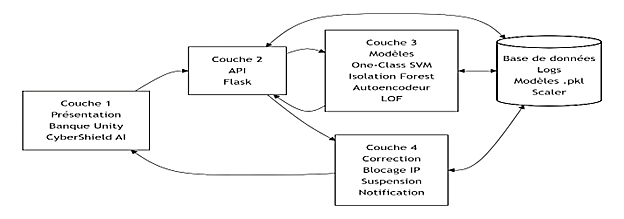 Couche 1
Présentation
Banque Unity
CyberShield AI
Couche 2
API
Flask
Couche 3
Modèles
One-Class SVM
Isolation Forest
Autoencodeur
LOF
Base de données
Logs
Modèles .pkl
Scaler
Couche 4
Correction
Blocage IP
Suspension
Notification